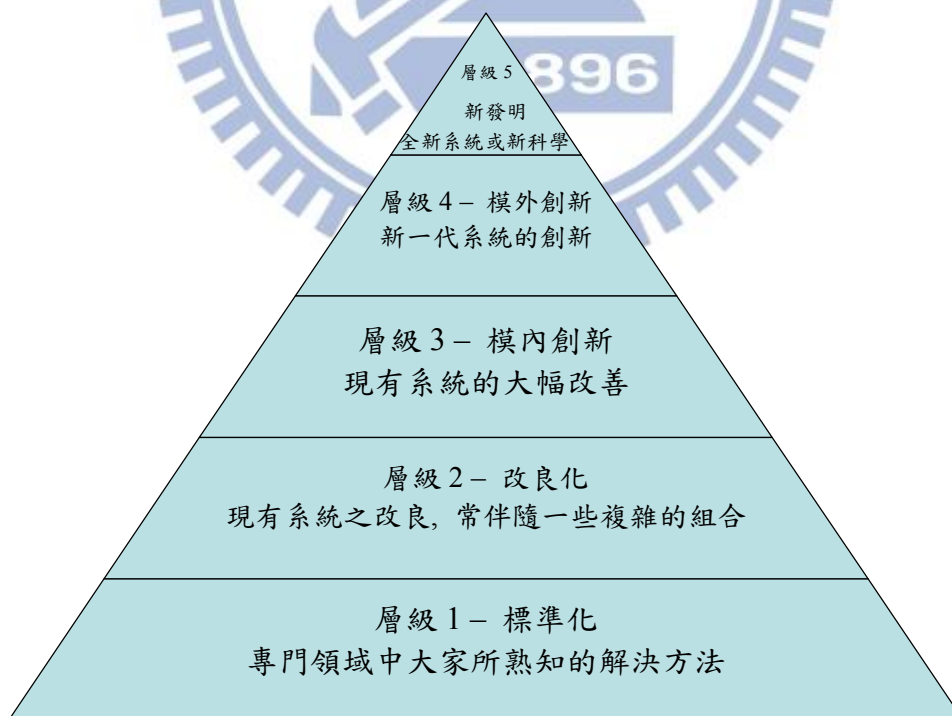 896
層級 5
新發明
全新系統或新科學
層級 4 – 模外創新
新一代系統的創新
層級 3 – 模內創新
現有系統的大幅改善
層級 2 – 改良化
現有系統之改良, 常伴隨一些複雜的組合
層級 1 – 標準化
專門領域中大家所熟知的解決方法